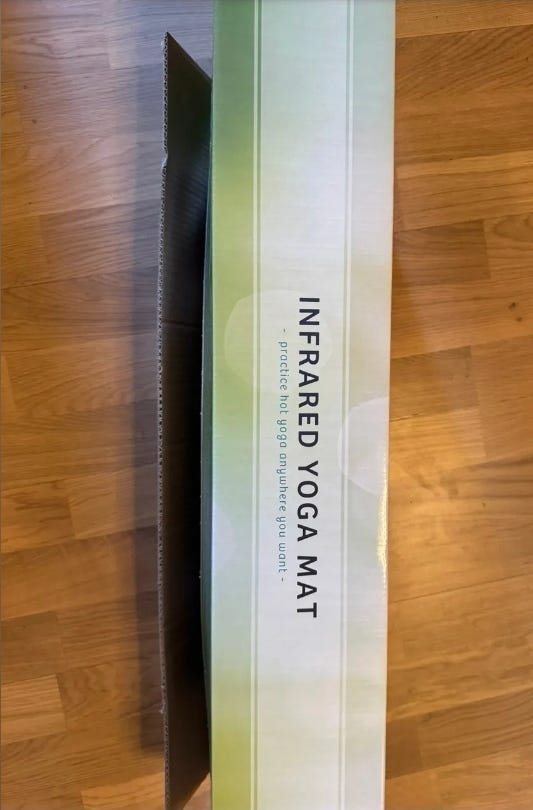 INFRARED YOGA MAT
- practice hot yoga anywhere you want -